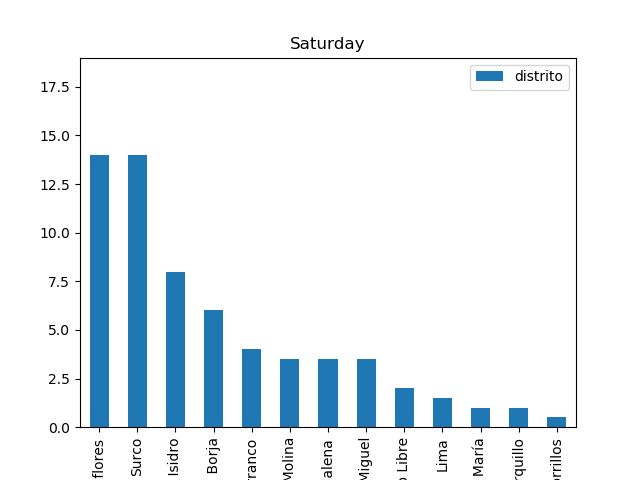 Saturday
distrito
17.5
15.0
12.5
10.0
7.5
5.0
2.5
0.0
flores
Surco
Isidro
Borja
rranco
Molina
alena
Miguel
o Libre
Lima
María
rquillo
orrillos